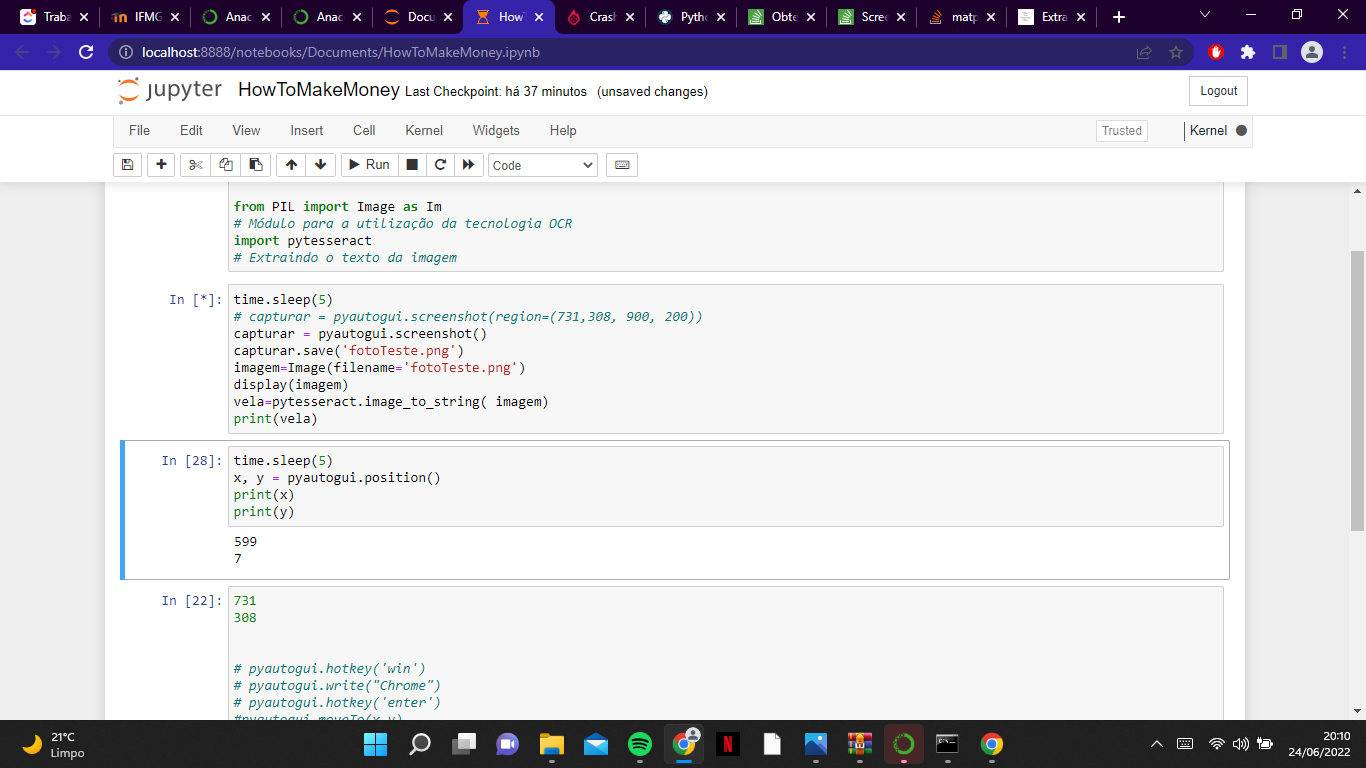 Traba
IFMG
Anac
Anac
Docu
How
Crash
Pytho
Obte
Scree
matp
Extra
localhost:8888/notebooks/Documents/HowToMakeMoney.ipynb
jupyter HowToMakeMoney Last Checkpoint: há 37 minutos (unsaved changes)
Logout
File Edit View Insert Cell Kernel Widgets Help
Trusted
Kernel
Run
Code
from PIL import Image as Im
# Módulo para a utilização da tecnologia OCR
import pytesseract
# Extraindo o texto da imagem
In [*]:
time.sleep(5)
# capturar = pyautogui.screenshot(region=(731,308, 900, 200))
capturar = pyautogui.screenshot()
capturar.save('fotoTeste.png')
imagem=Image(filename='fotoTeste.png')
display(imagem)
vela=pytesseract.image_to_string( imagem)
print(vela)
In [28]:
time.sleep(5)
x, y = pyautogui.position()
print(x)
print(y)
599
7
In [22]:
731
308
# pyautogui.hotkey('win')
# pyautogui.write("Chrome")
# pyautogui.hotkey('enter')
#pyautogui.moveTo(x,y)
21°C
Limpo
20:10
24/06/2022